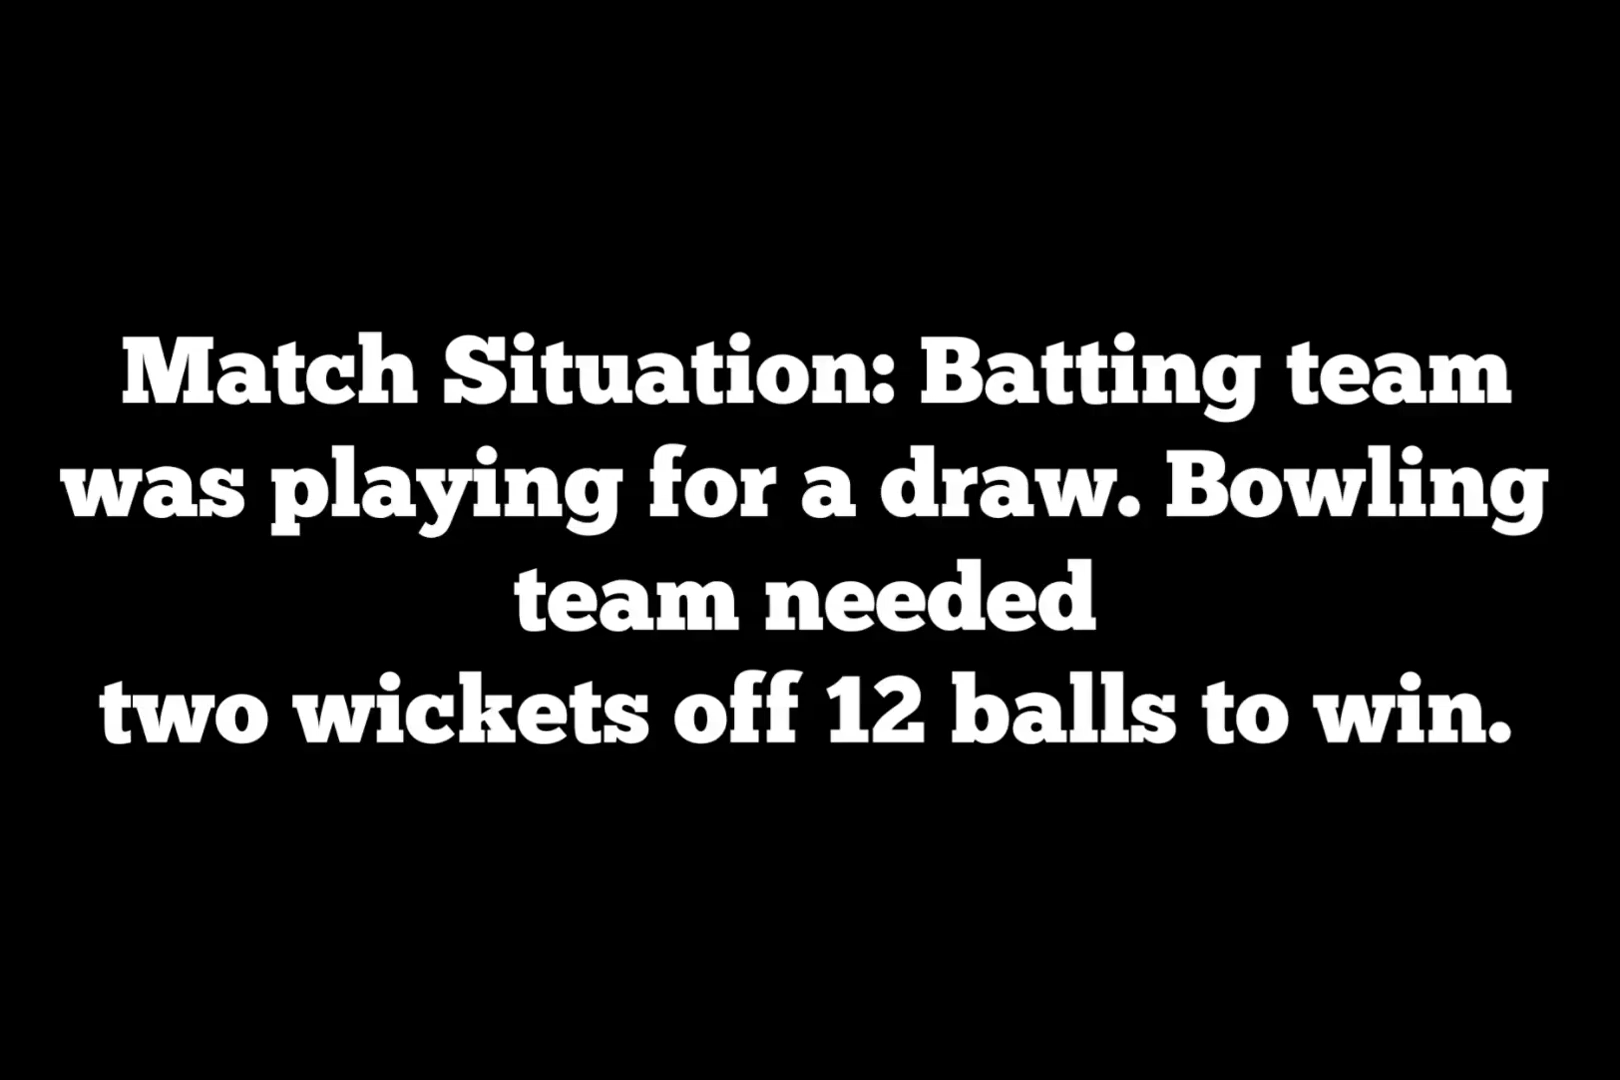 Match Situation: Batting team
was playing for a draw. Bowling
team needed
two wickets off 12 balls to win.